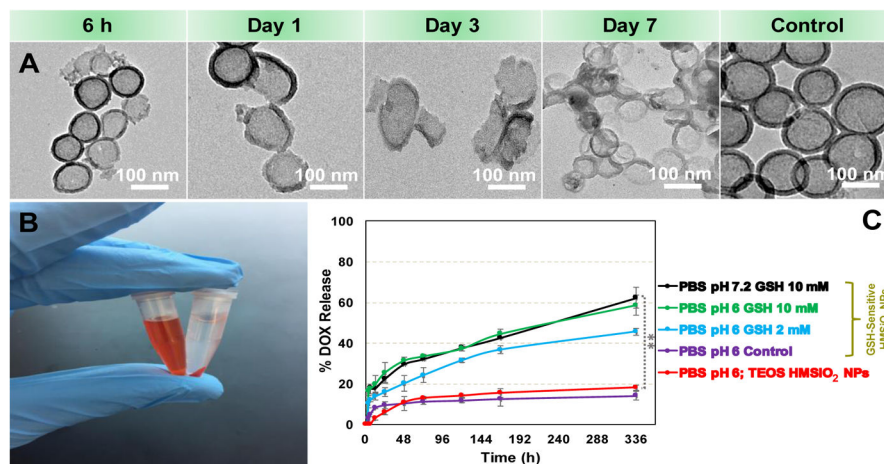 6 h Day 1 Day 3 Day 7 Control
A
100 nm 100 nm 100 nm 100 nm 100 nm
B
C
100
80
60
40
20
0
% DOX Release
0 48 96 144 192 240 288 336
Time (h)
**
PBS pH 7.2 GSH 10 mM
PBS pH 6 GSH 10 mM
PBS pH 6 GSH 2 mM
PBS pH 6 Control
PBS pH 6; TEOS HMSIO₂ NPs
GSH-Sensitive
HMSIO₂ NPs